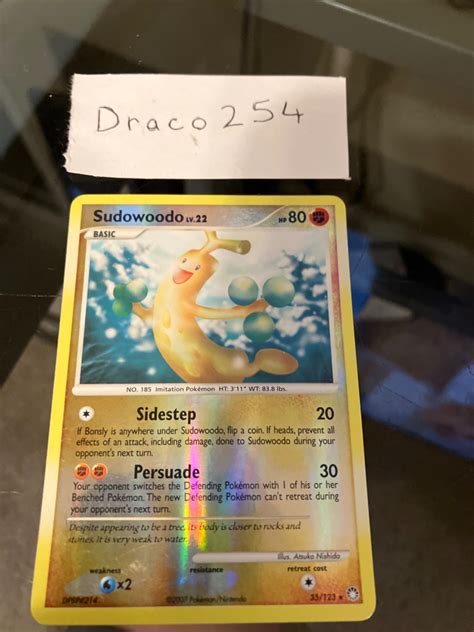 Draco 254
Sudowoodo LV.22 HP 80
BASIC
NO. 185 Imitation Pokémon HT: 3'11" WT: 83.8 lbs.
Sidestep 20
If Bonsly is anywhere under Sudowoodo, flip a coin. If heads, prevent all
effects of an attack, including damage, done to Sudowoodo during your
opponent's next turn.
Persuade 30
Your opponent switches the Defending Pokémon with 1 of his or her
Benched Pokémon. The new Defending Pokémon can't retreat during
your opponent's next turn.
Despite appearing to be a tree, its body is closer to rocks and
stones. It is very weak to water.
Illus. Atsuko Nishida
weakness resistance retreat cost
x2
©2007 Pokémon/Nintendo 35/123